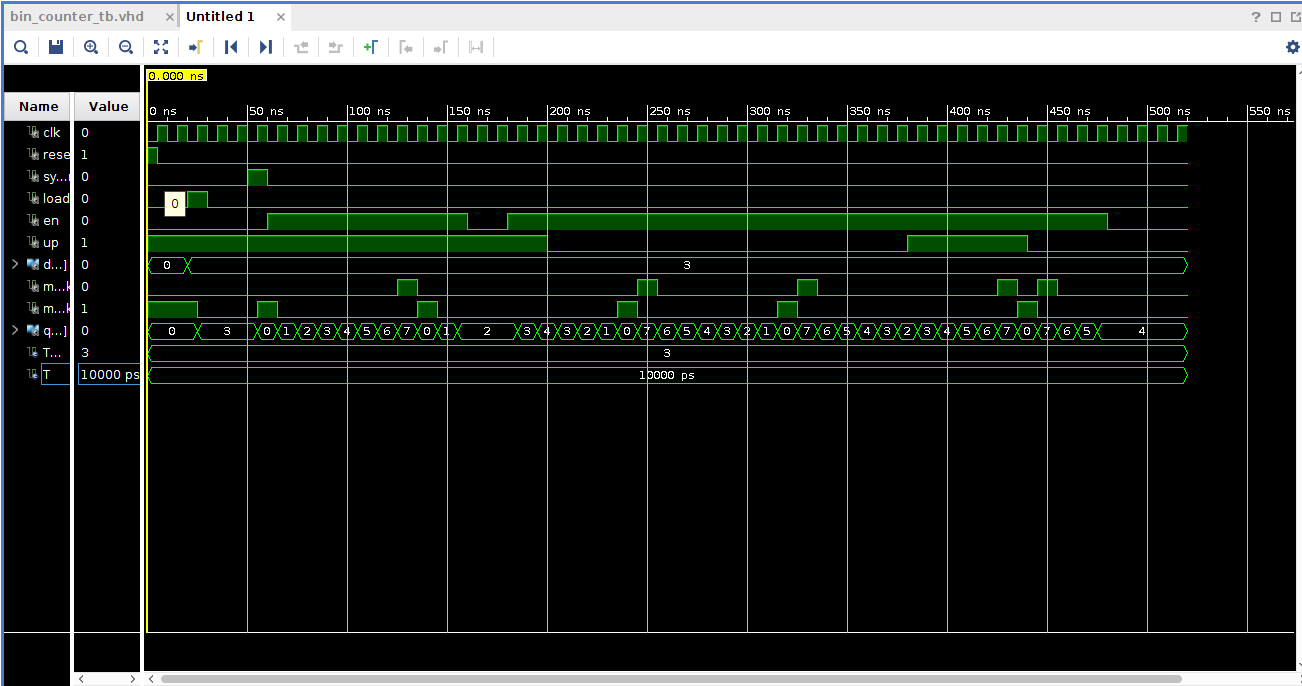 bin_counter_tb.vhd × Untitled 1 ×
?
0.000 ns
Name Value
0 ns 50 ns 100 ns 150 ns 200 ns 250 ns 300 ns 350 ns 400 ns 450 ns 500 ns 550 ns
clk 0
rese 1
sy... 0
load 0
0
en 0
up 1
d...] 0 0 3
m...k 0
m...k 1
q...] 0 0 3 0 1 2 3 4 5 6 7 0 1 2 3 4 3 2 1 0 7 6 5 4 3 2 1 0 7 6 5 4 3 2 3 4 5 6 7 0 7 6 5 4
T... 3 3
T 10000 ps 10000 ps